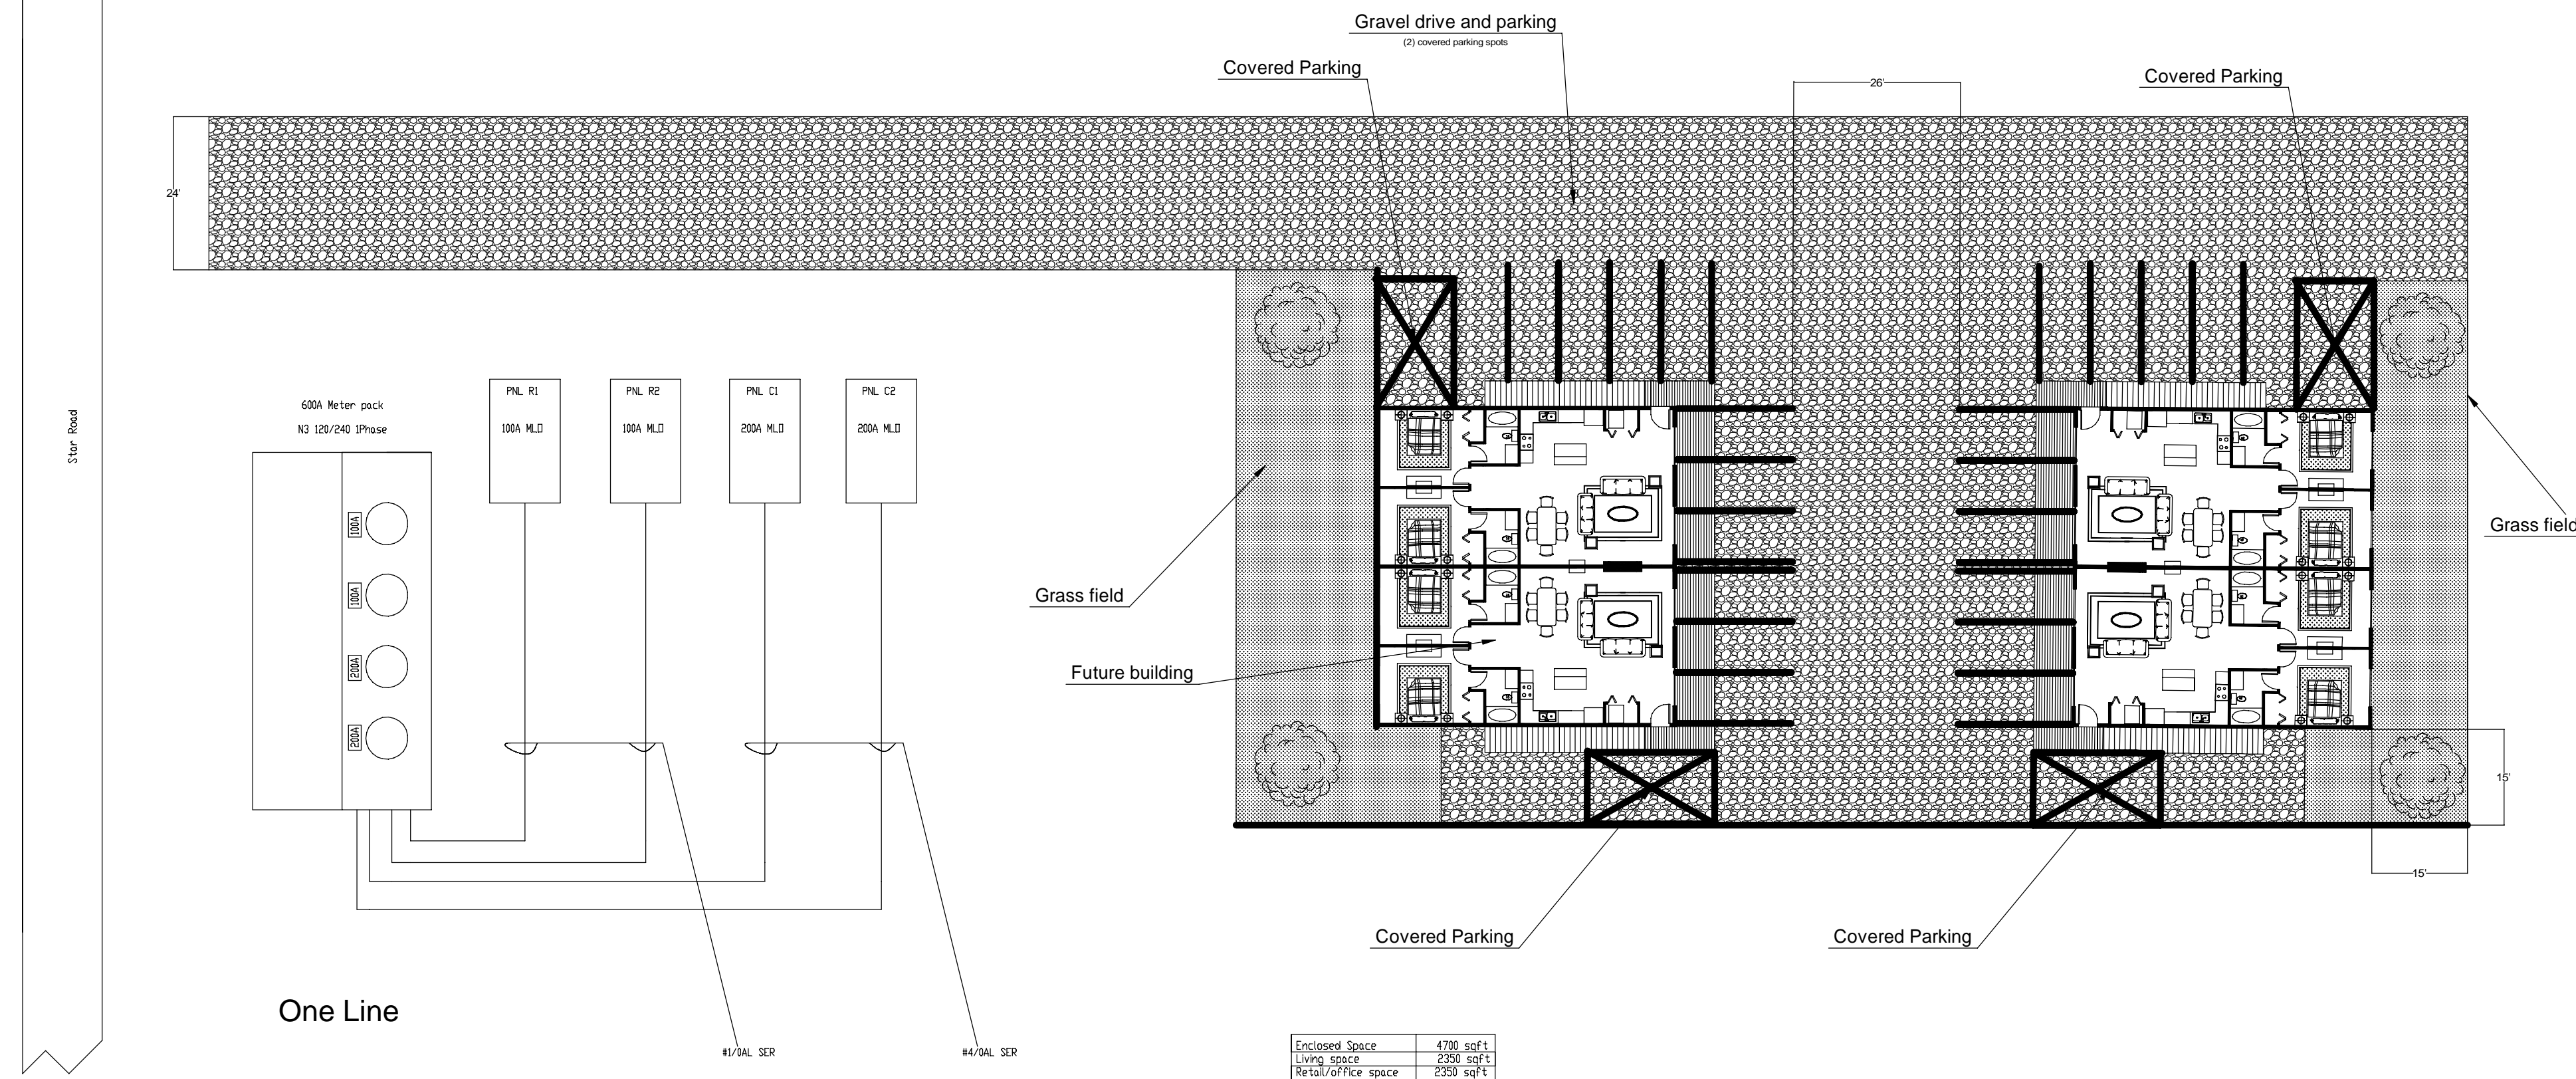 Gravel drive and parking
(2) covered parking spots
Covered Parking
Covered Parking
26'
24'
Star Road
600A Meter pack
N3 120/240 1Phase
PNL R1
100A MLO
PNL R2
100A MLO
PNL C1
200A MLO
PNL C2
200A MLO
100A
100A
200A
200A
Grass field
Grass field
Future building
15'
15'
Covered Parking
Covered Parking
One Line
#1/0AL SER
#4/0AL SER
Enclosed Space 4700 sqft
Living space 2350 sqft
Retail/office space 2350 sqft